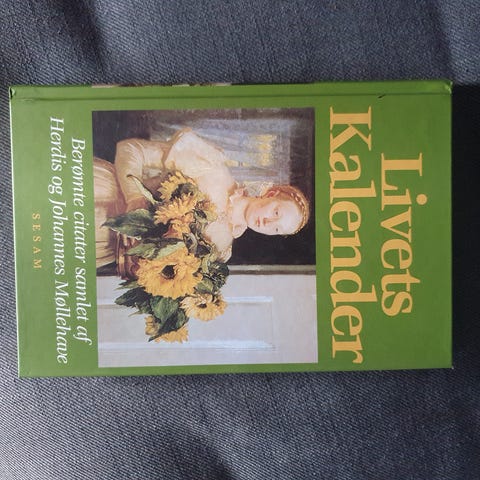 Livets
Kalender
Berømte citater samlet af
Herdis og Johannes Møllehave
SESAM